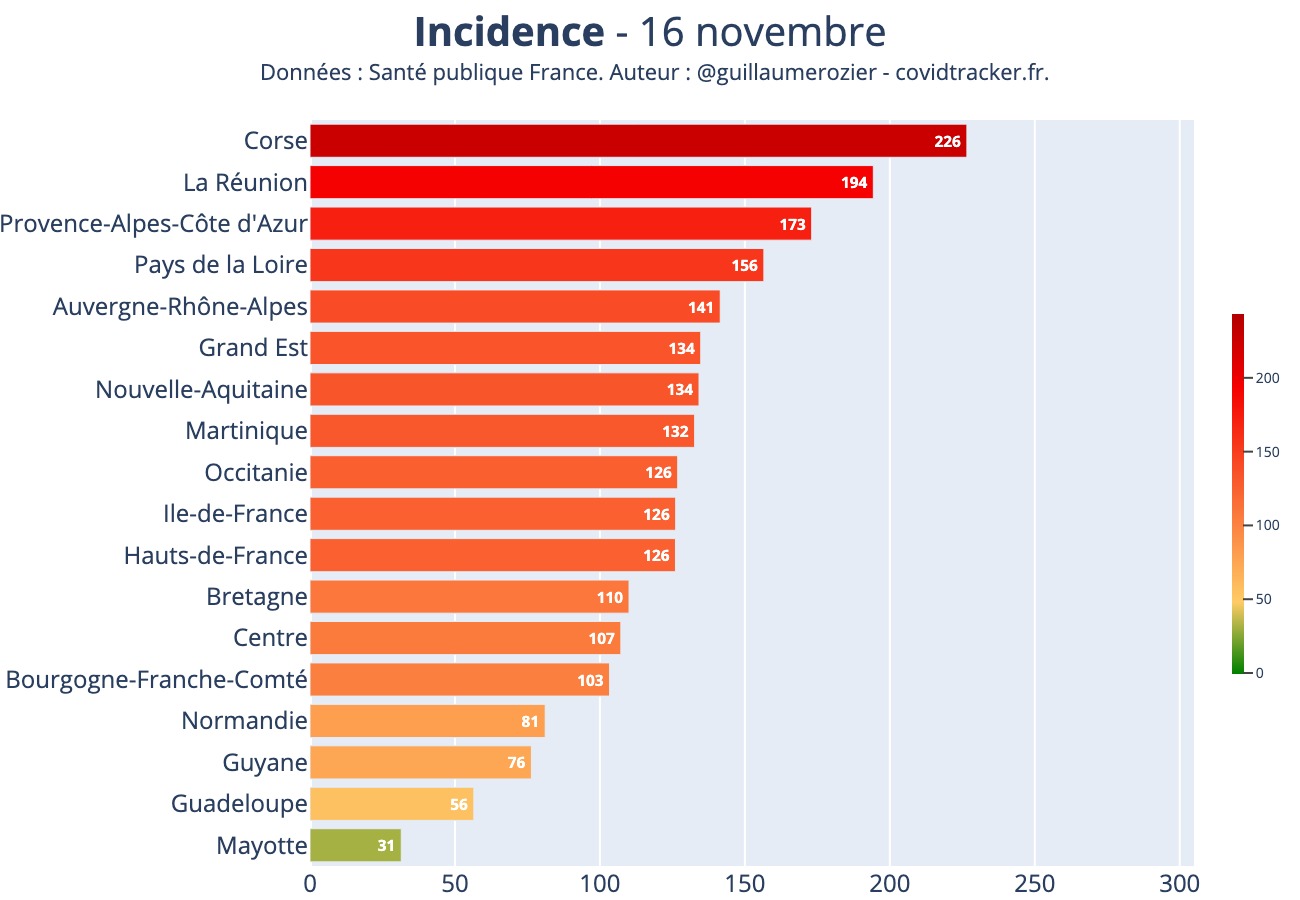 Incidence - 16 novembre
Données : Santé publique France. Auteur : @guillaumerozier - covidtracker.fr.
Corse 226
La Réunion 194
Provence-Alpes-Côte d'Azur 173
Pays de la Loire 156
Auvergne-Rhône-Alpes 141
Grand Est 134
Nouvelle-Aquitaine 134
Martinique 132
Occitanie 126
Ile-de-France 126
Hauts-de-France 126
Bretagne 110
Centre 107
Bourgogne-Franche-Comté 103
Normandie 81
Guyane 76
Guadeloupe 56
Mayotte 31
0 50 100 150 200 250 300
200
150
100
50
0